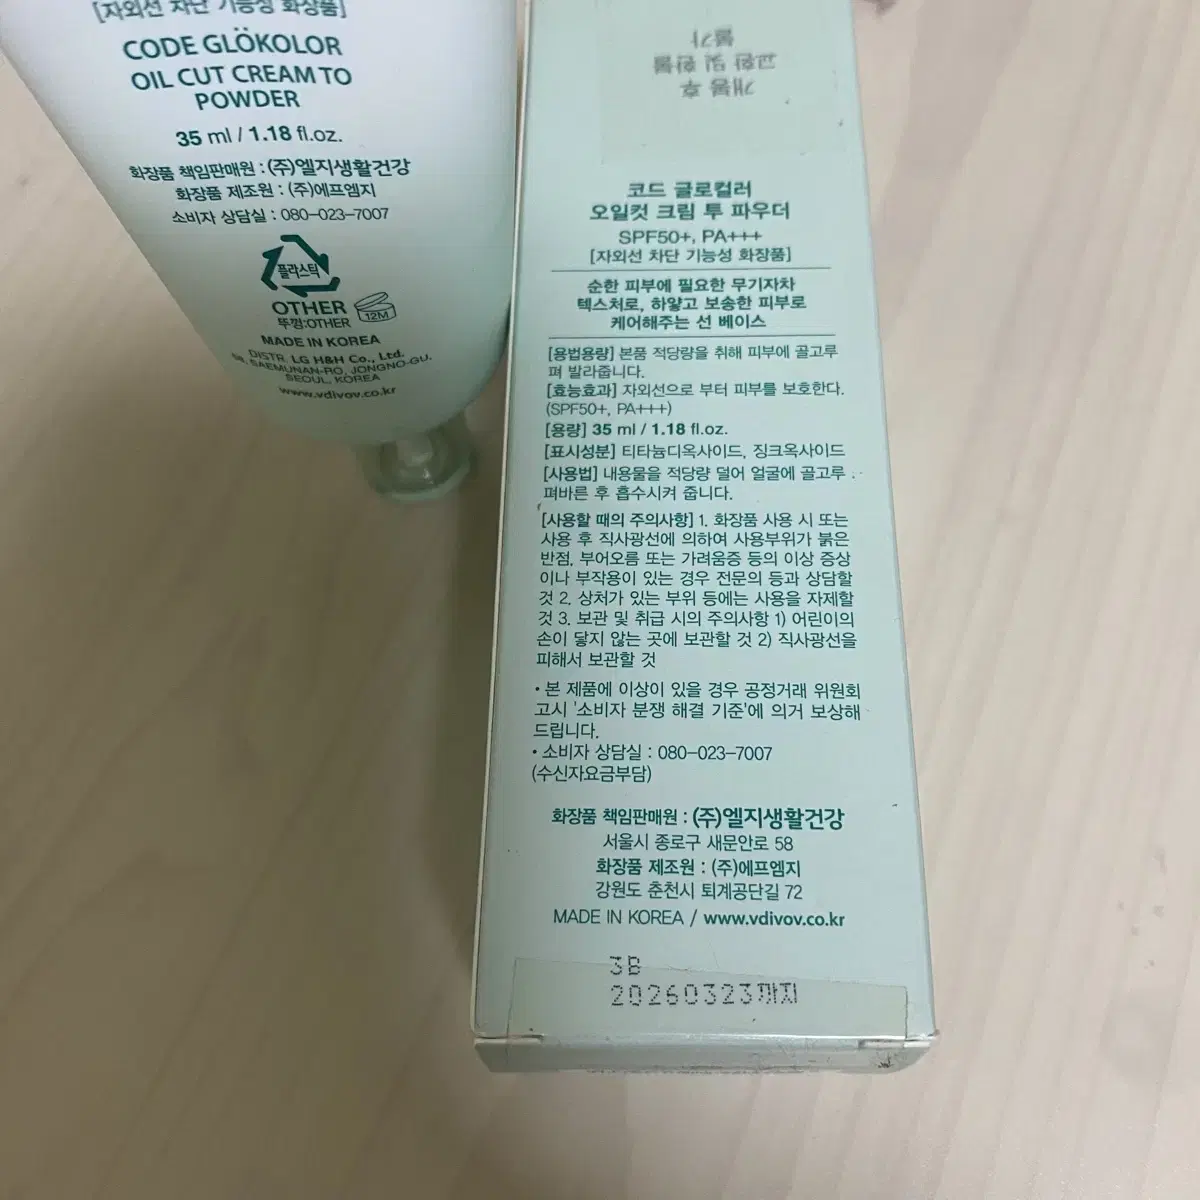 [자외선 차단 기능성 화장품]
CODE GLÖKOLOR
OIL CUT CREAM TO
POWDER
35 ml / 1.18 fl.oz.
화장품 책임판매원 : (주)엘지생활건강
화장품 제조원 : (주)에프엠지
소비자 상담실 : 080-023-7007
플라스틱
OTHER
뚜껑:OTHER
12M
MADE IN KOREA
DISTR. LG H&H Co., Ltd.
58, SAEMUNAN-RO, JONGNO-GU,
SEOUL, KOREA
www.vdivov.co.kr
개봉 후
교환 및 환불
불가
코드 글로컬러
오일컷 크림 투 파우더
SPF50+, PA+++
[자외선 차단 기능성 화장품]
순한 피부에 필요한 무기자차
텍스처로, 하얗고 보송한 피부로
케어해주는 선 베이스
[용법용량] 본품 적당량을 취해 피부에 골고루
펴 발라줍니다.
[효능효과] 자외선으로 부터 피부를 보호한다.
(SPF50+, PA+++)
[용량] 35 ml / 1.18 fl.oz.
[표시성분] 티타늄디옥사이드, 징크옥사이드
[사용법] 내용물을 적당량 덜어 얼굴에 골고루
펴바른 후 흡수시켜 줍니다.
[사용할 때의 주의사항] 1. 화장품 사용 시 또는
사용 후 직사광선에 의하여 사용부위가 붉은
반점, 부어오름 또는 가려움증 등의 이상 증상
이나 부작용이 있는 경우 전문의 등과 상담할
것 2. 상처가 있는 부위 등에는 사용을 자제할
것 3. 보관 및 취급 시의 주의사항 1) 어린이의
손이 닿지 않는 곳에 보관할 것 2) 직사광선을
피해서 보관할 것
• 본 제품에 이상이 있을 경우 공정거래 위원회
고시 '소비자 분쟁 해결 기준'에 의거 보상해
드립니다.
• 소비자 상담실 : 080-023-7007
(수신자요금부담)
화장품 책임판매원 : (주)엘지생활건강
서울시 종로구 새문안로 58
화장품 제조원 : (주)에프엠지
강원도 춘천시 퇴계공단길 72
MADE IN KOREA / www.vdivov.co.kr
3B
20260323까지